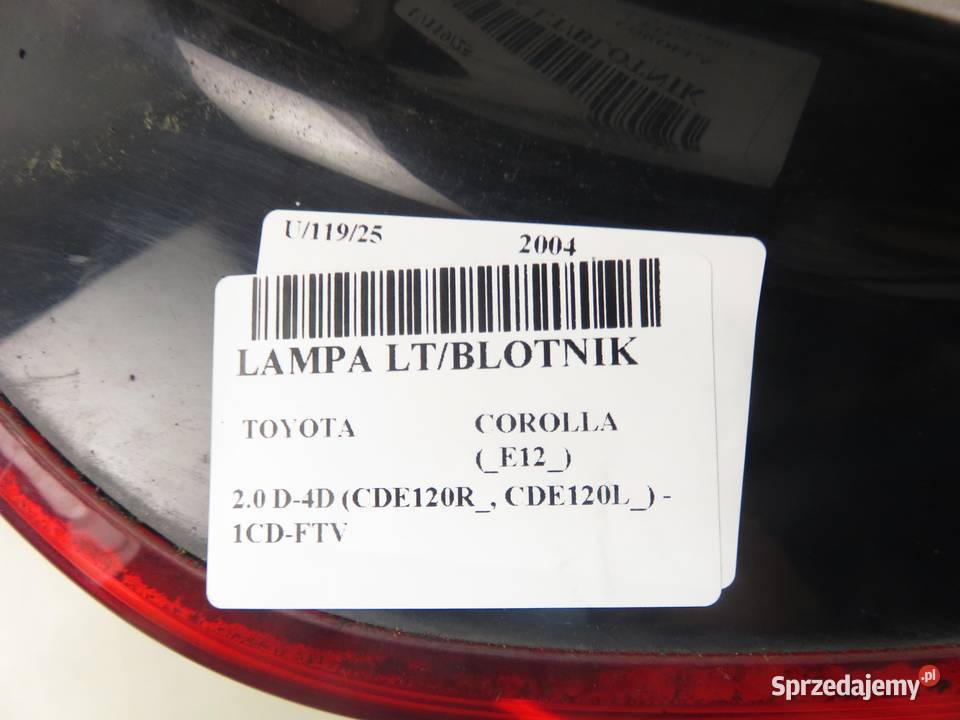 U/119/25 2004
LAMPA LT/BLOTNIK
TOYOTA COROLLA
(_E12_)
2.0 D-4D (CDE120R_, CDE120L_) -
1CD-FTV
Sprzedajemy.pl